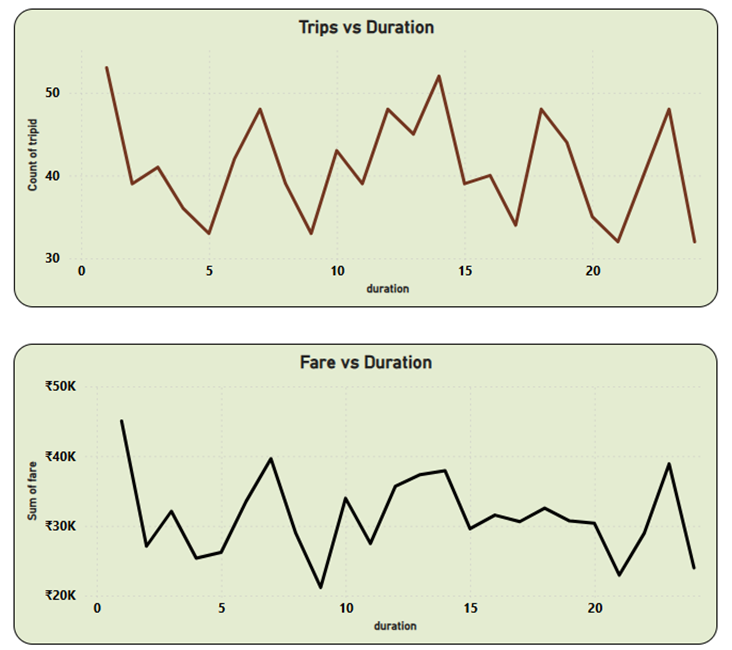 Trips vs Duration
50
40
30
Count of tripid
0 5 10 15 20
duration
Fare vs Duration
₹50K
₹40K
₹30K
₹20K
Sum of fare
0 5 10 15 20
duration